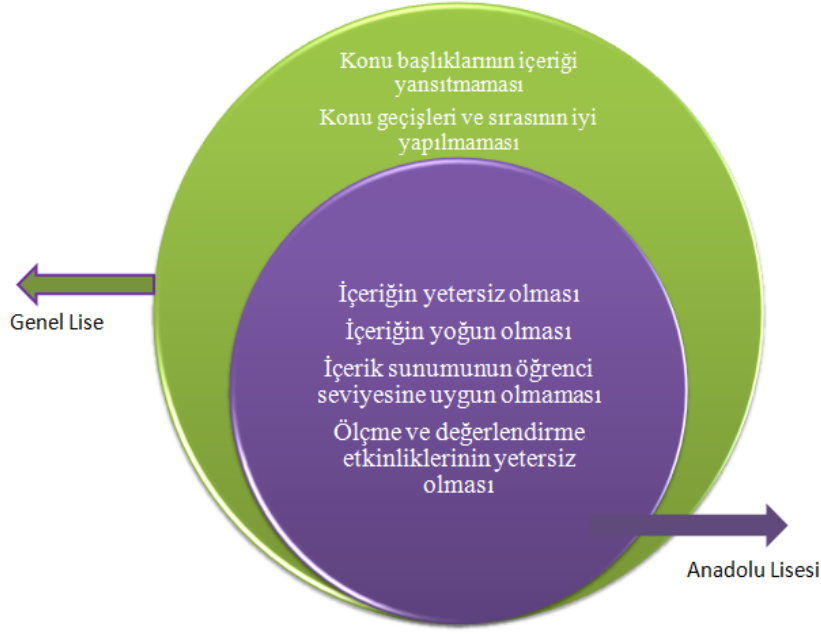 Konu başlıklarının içeriği
yansıtmaması
Konu geçişleri ve sırasının iyi
yapılmaması
İçeriğin yetersiz olması
İçeriğin yoğun olması
İçerik sunumunun öğrenci
seviyesine uygun olmaması
Ölçme ve değerlendirme
etkinliklerinin yetersiz
olması
Genel Lise
Anadolu Lisesi